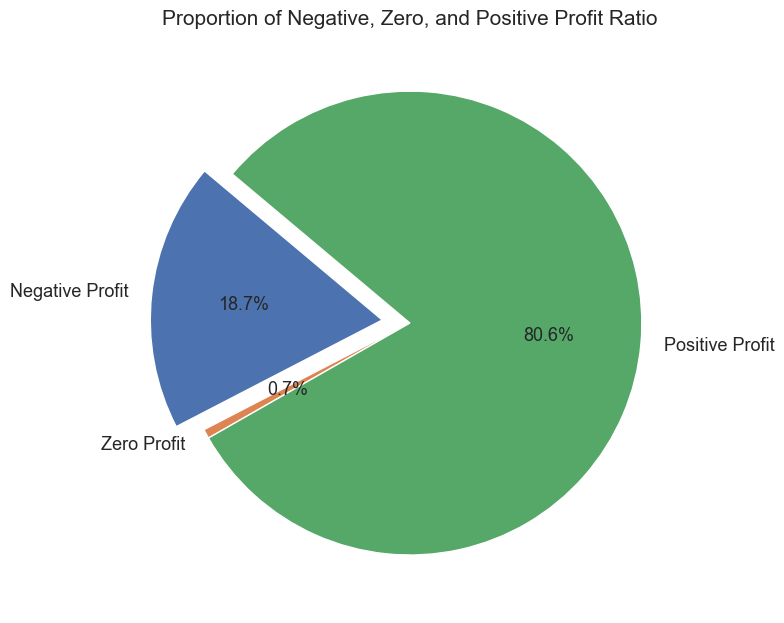 Proportion of Negative, Zero, and Positive Profit Ratio
Negative Profit
18.7%
80.6%
Positive Profit
0.7%
Zero Profit